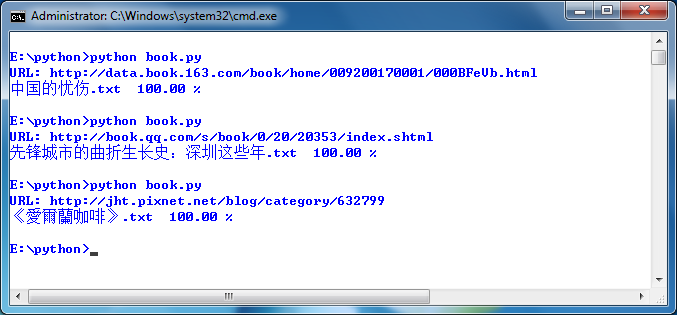 Administrator: C:\Windows\system32\cmd.exe
E:\python>python book.py
URL: http://data.book.163.com/book/home/009200170001/000BFeVb.html
中国的忧伤.txt  100.00 %
E:\python>python book.py
URL: http://book.qq.com/s/book/0/20/20353/index.shtml
先锋城市的曲折生长史：深圳这些年.txt  100.00 %
E:\python>python book.py
URL: http://jht.pixnet.net/blog/category/632799
《愛爾蘭咖啡》.txt  100.00 %
E:\python>